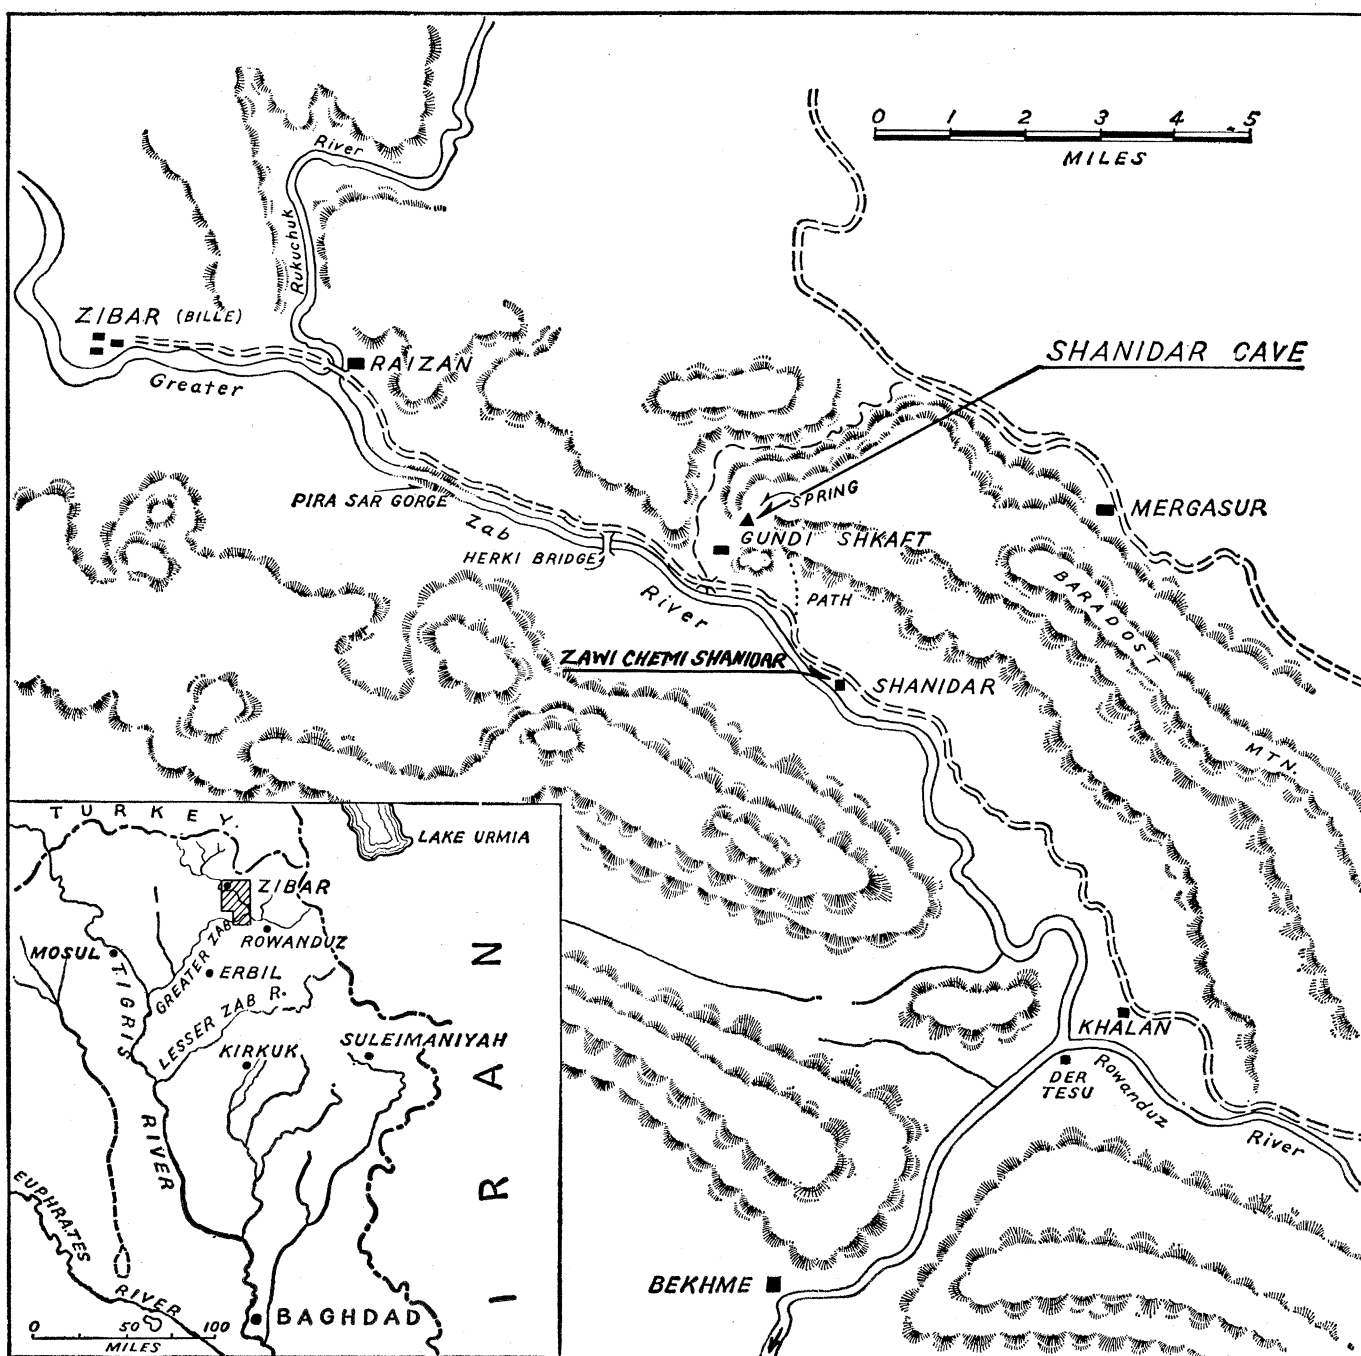 0 1 2 3 4 5
MILES
River
Rukuchuk
ZIBAR (BILLE)
RAIZAN
Greater
SHANIDAR CAVE
PIRA SAR GORGE
Zab
SPRING
MERGASUR
GUNDI SHKAFT
HERKI BRIDGE
River
PATH
BARADOST
MTN.
ZAWI CHEMI SHANIDAR
SHANIDAR
KHALAN
DER
TESU
Rowanduz
River
BEKHME
TURKEY.
LAKE URMIA
ZIBAR
ROWANDUZ
MOSUL
GREATER ZAB
ERBIL
TIGRIS
LESSER ZAB R.
KIRKUK
SULEIMANIYAH
IRAN
RIVER
EUPHRATES
RIVER
BAGHDAD
0 50 100
MILES